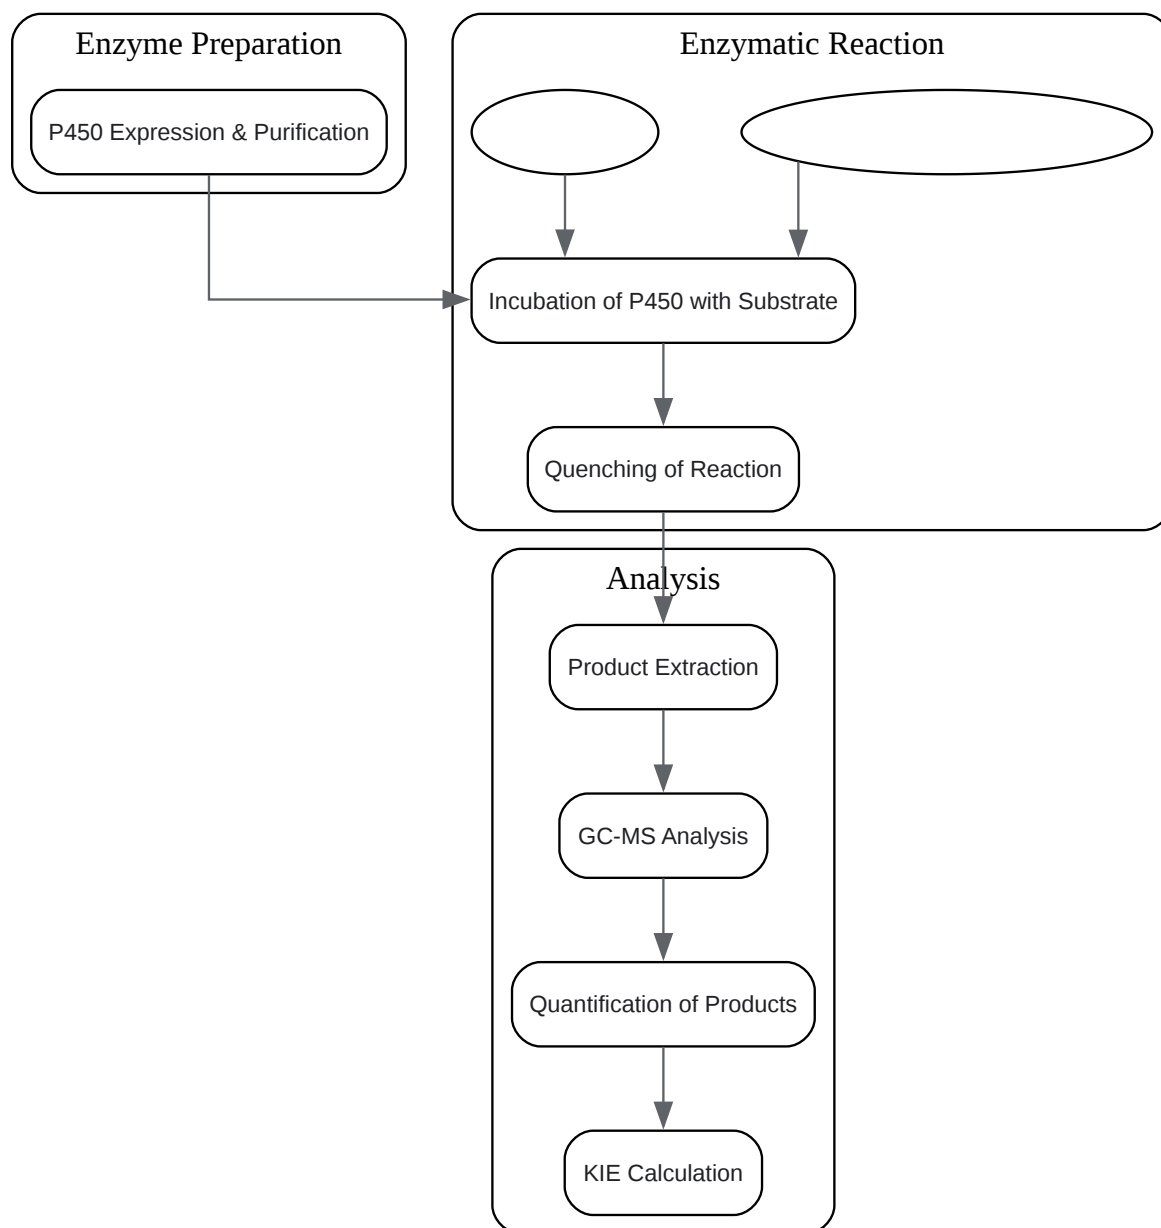 Enzyme Preparation
P450 Expression & Purification
Enzymatic Reaction
Incubation of P450 with Substrate
Quenching of Reaction
Analysis
Product Extraction
GC-MS Analysis
Quantification of Products
KIE Calculation